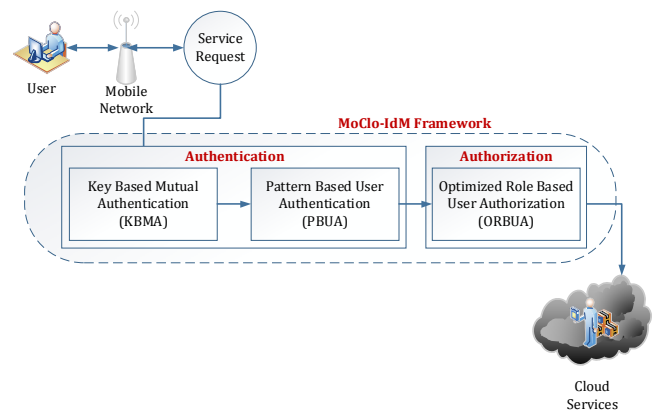 Service
Request
User
Mobile
Network
MoClo-IdM Framework
Authentication
Authorization
Key Based Mutual
Authentication
(KBMA)
Pattern Based User
Authentication
(PBUA)
Optimized Role Based
User Authorization
(ORBUA)
Cloud
Services